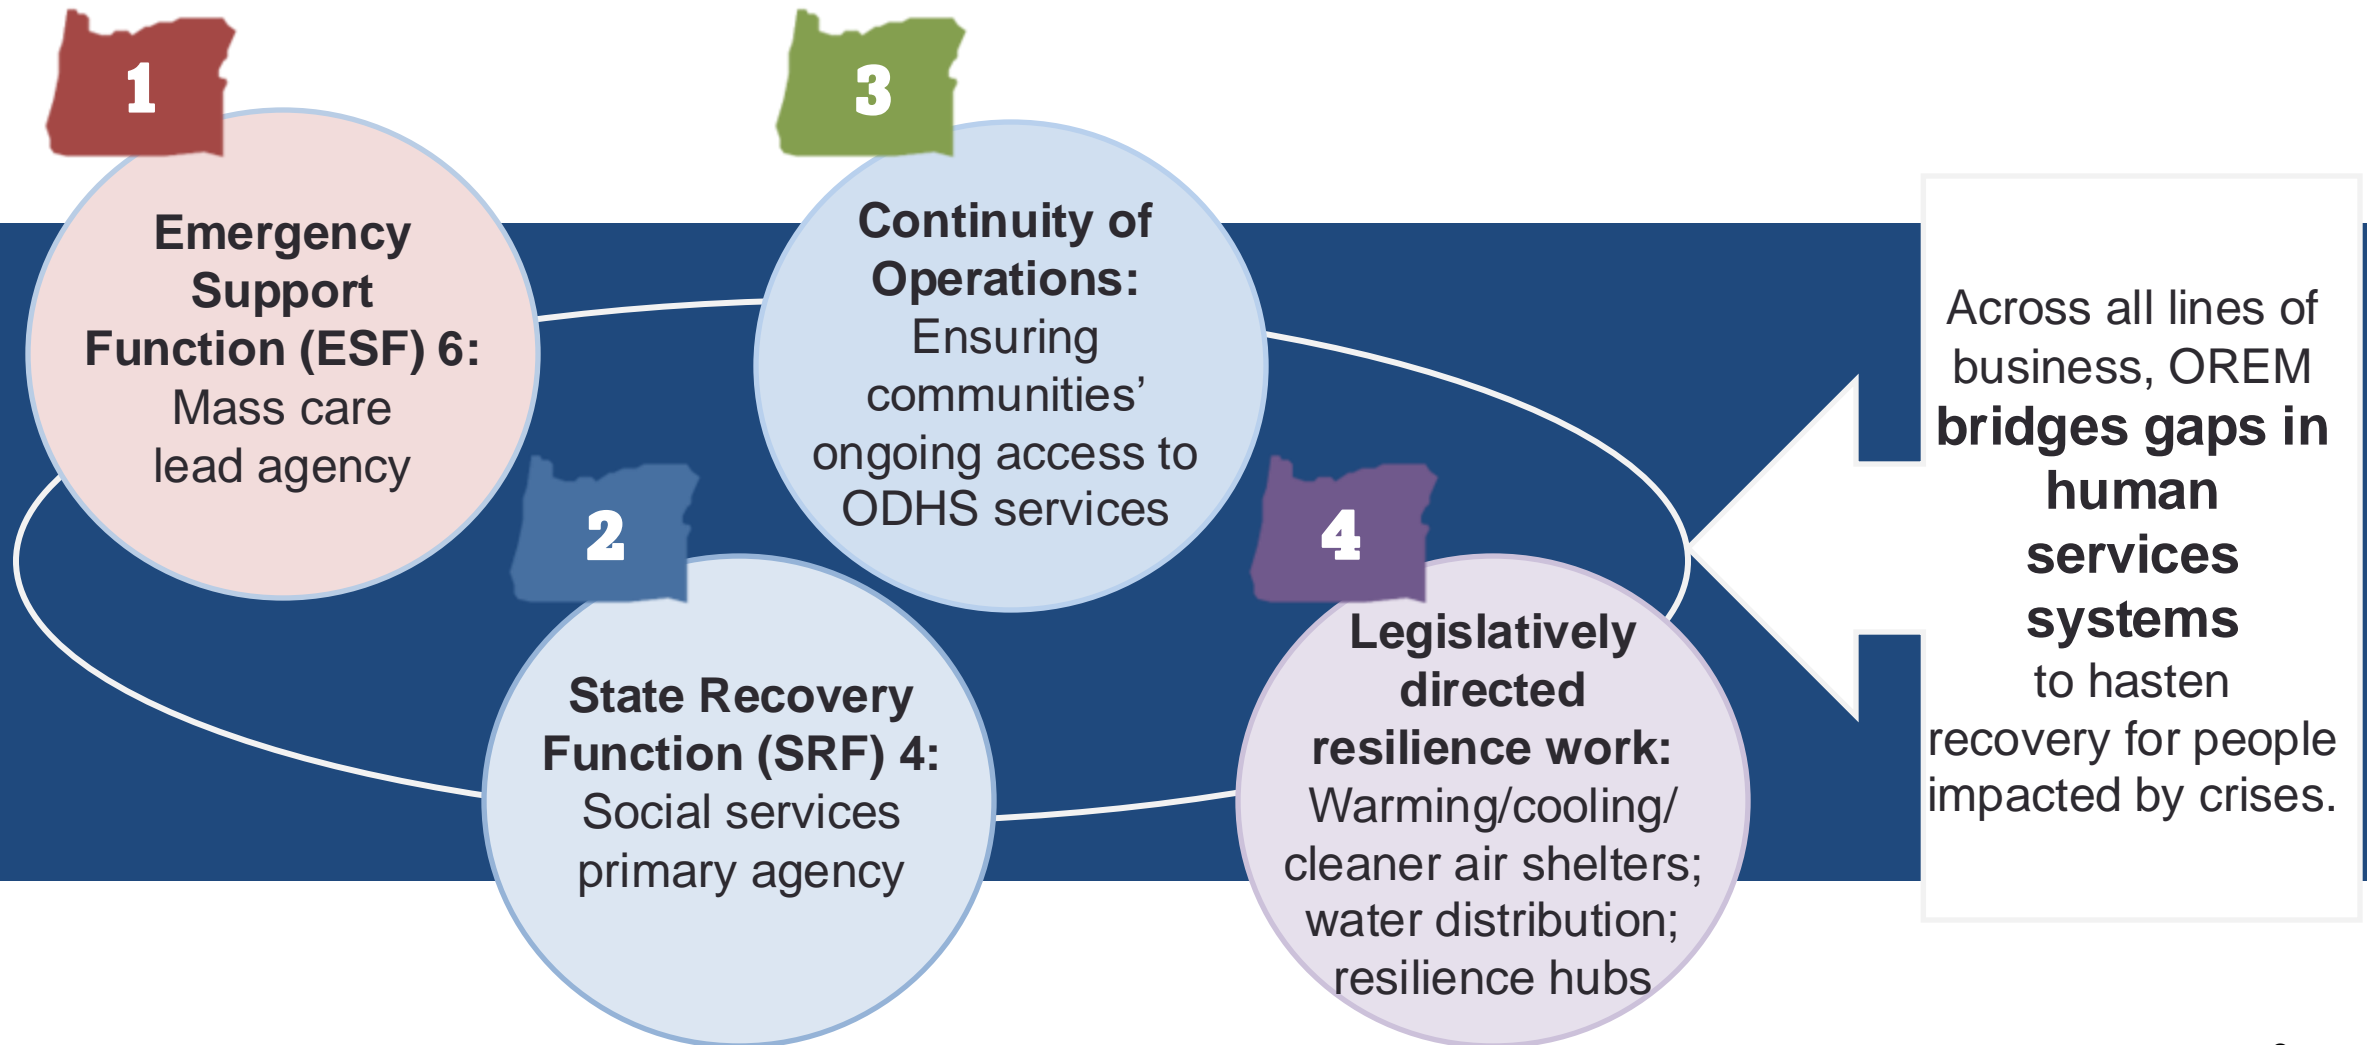 1
Emergency
Support
Function (ESF) 6:
Mass care
lead agency
2
State Recovery
Function (SRF) 4:
Social services
primary agency
3
Continuity of
Operations:
Ensuring
communities’
ongoing access to
ODHS services
4
Legislatively
directed
resilience work:
Warming/cooling/
cleaner air shelters;
water distribution;
resilience hubs
Across all lines of
business, OREM
bridges gaps in
human
services
systems
to hasten
recovery for people
impacted by crises.